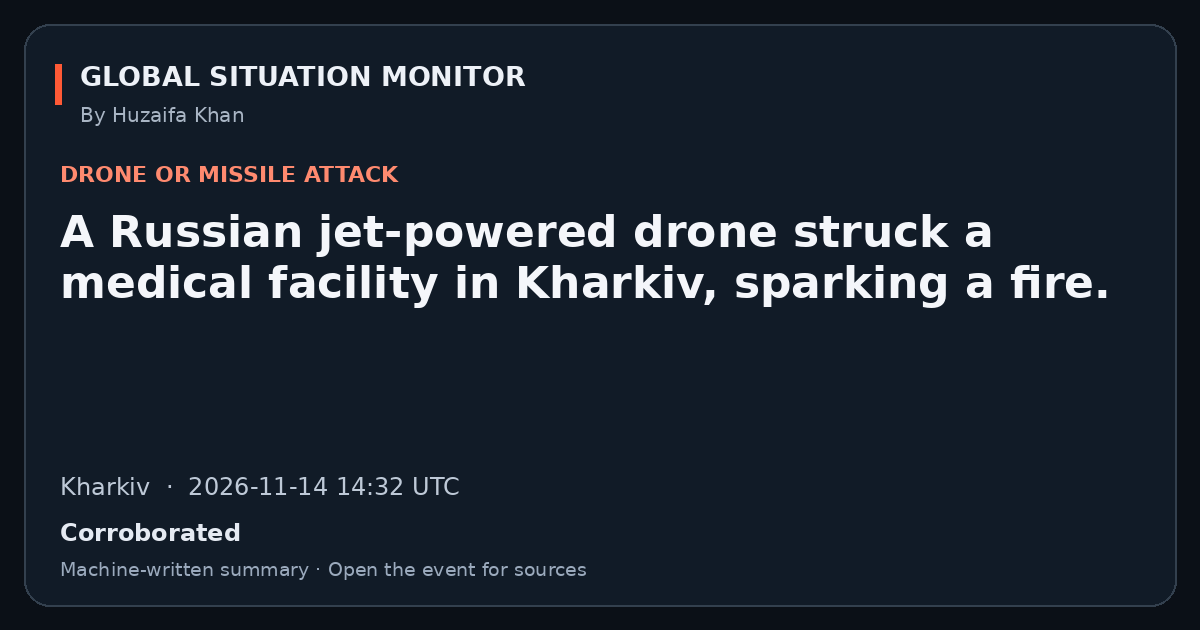 GLOBAL SITUATION MONITOR
By Huzaifa Khan
DRONE OR MISSILE ATTACK
A Russian jet-powered drone struck a
medical facility in Kharkiv, sparking a fire.
Kharkiv · 2026-11-14 14:32 UTC
Corroborated
Machine-written summary · Open the event for sources